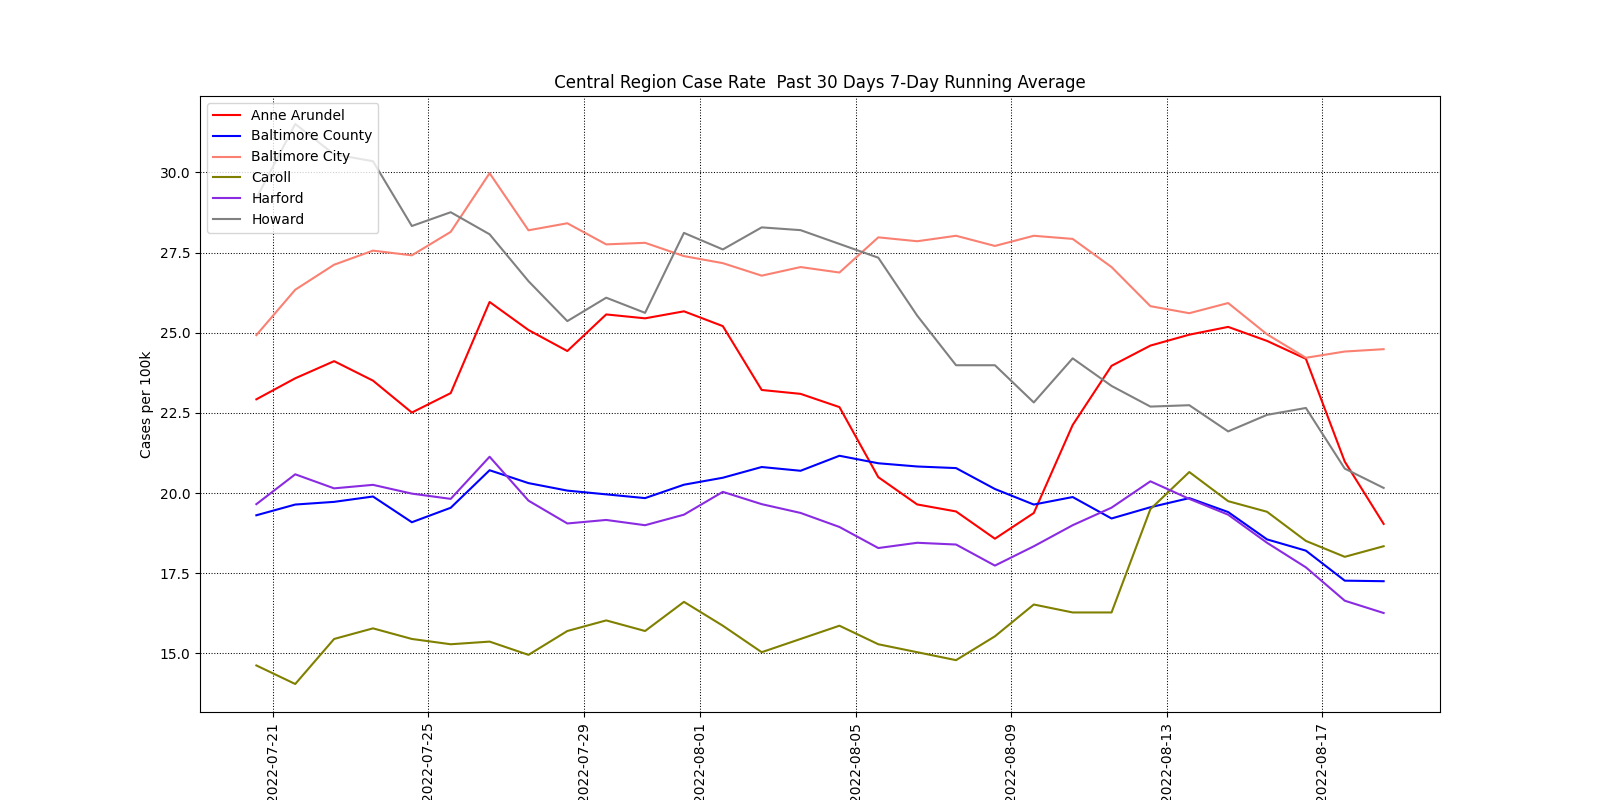 Central Region Case Rate  Past 30 Days 7-Day Running Average
Anne Arundel
Baltimore County
Baltimore City
Caroll
Harford
Howard
Cases per 100k
30.0
27.5
25.0
22.5
20.0
17.5
15.0
2022-07-21
2022-07-25
2022-07-29
2022-08-01
2022-08-05
2022-08-09
2022-08-13
2022-08-17